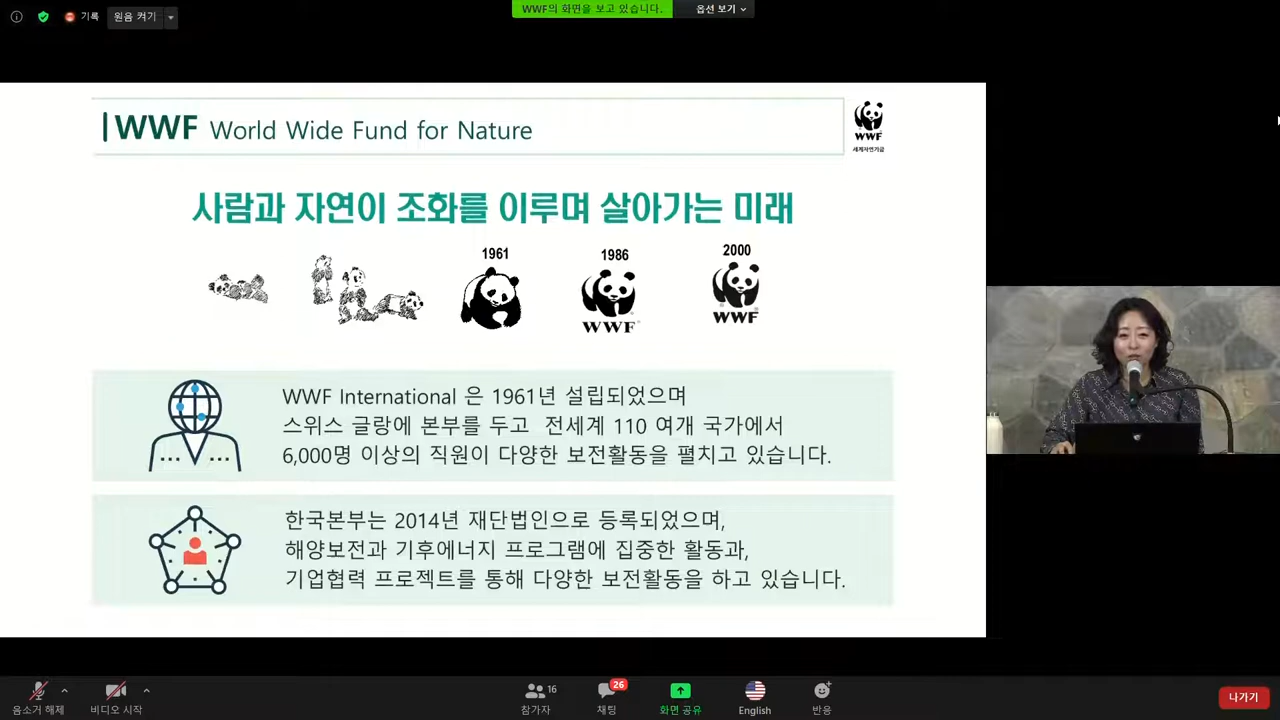 기록
원음 켜기
WWF의 화면을 보고 있습니다.
옵션 보기
WWF World Wide Fund for Nature
WWF
세계자연기금
사람과 자연이 조화를 이루며 살아가는 미래
1961
1986
2000
WWF
WWF
WWF International 은 1961년 설립되었으며
스위스 글랑에 본부를 두고 전세계 110 여개 국가에서
6,000명 이상의 직원이 다양한 보전활동을 펼치고 있습니다.
한국본부는 2014년 재단법인으로 등록되었으며,
해양보전과 기후에너지 프로그램에 집중한 활동과,
기업협력 프로젝트를 통해 다양한 보전활동을 하고 있습니다.
음소거 해제
비디오 시작
16
참가자
26
채팅
화면 공유
English
반응
나가기